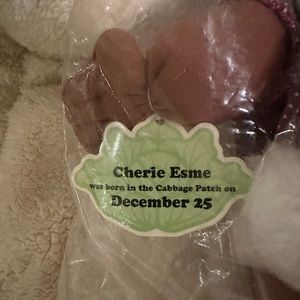 Cherie Esme
was born in the Cabbage Patch on
December 25